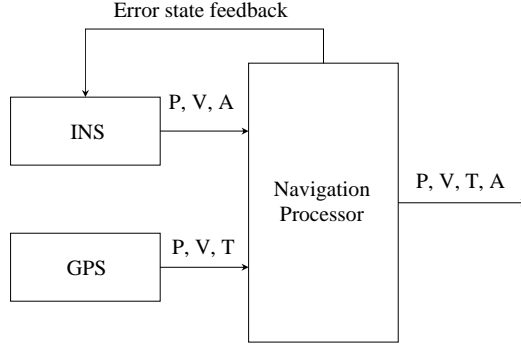 Error state feedback
P, V, A
INS
Navigation
Processor
P, V, T, A
P, V, T
GPS